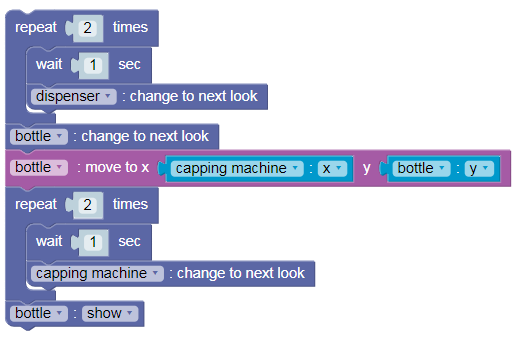 repeat 2 times
wait 1 sec
dispenser : change to next look
bottle : change to next look
bottle : move to x capping machine : x y bottle : y
repeat 2 times
wait 1 sec
capping machine : change to next look
bottle : show